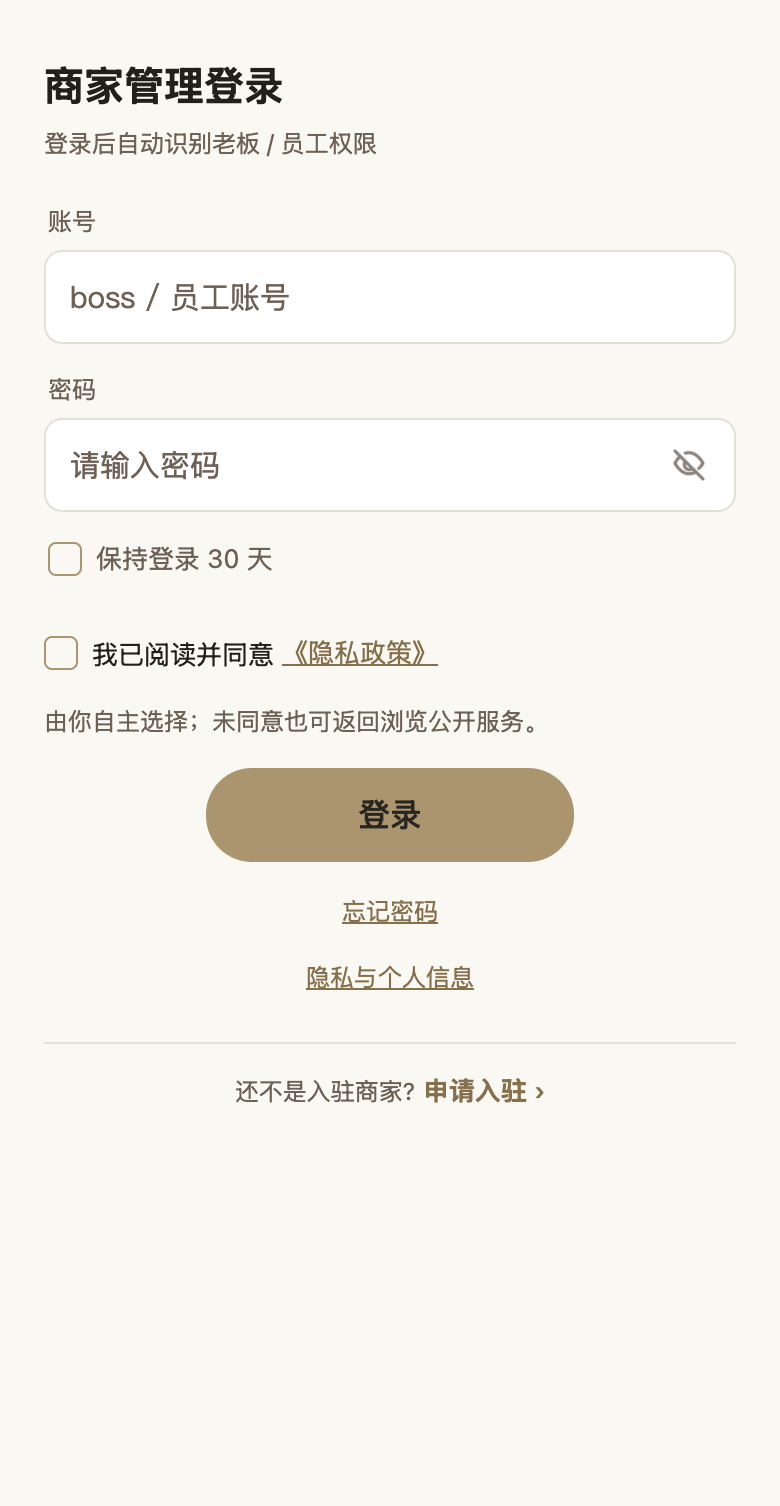 商家管理登录
登录后自动识别老板 / 员工权限
账号
boss / 员工账号
密码
请输入密码
保持登录 30 天
我已阅读并同意 《隐私政策》
由你自主选择；未同意也可返回浏览公开服务。
登录
忘记密码
隐私与个人信息
还不是入驻商家? 申请入驻 ›